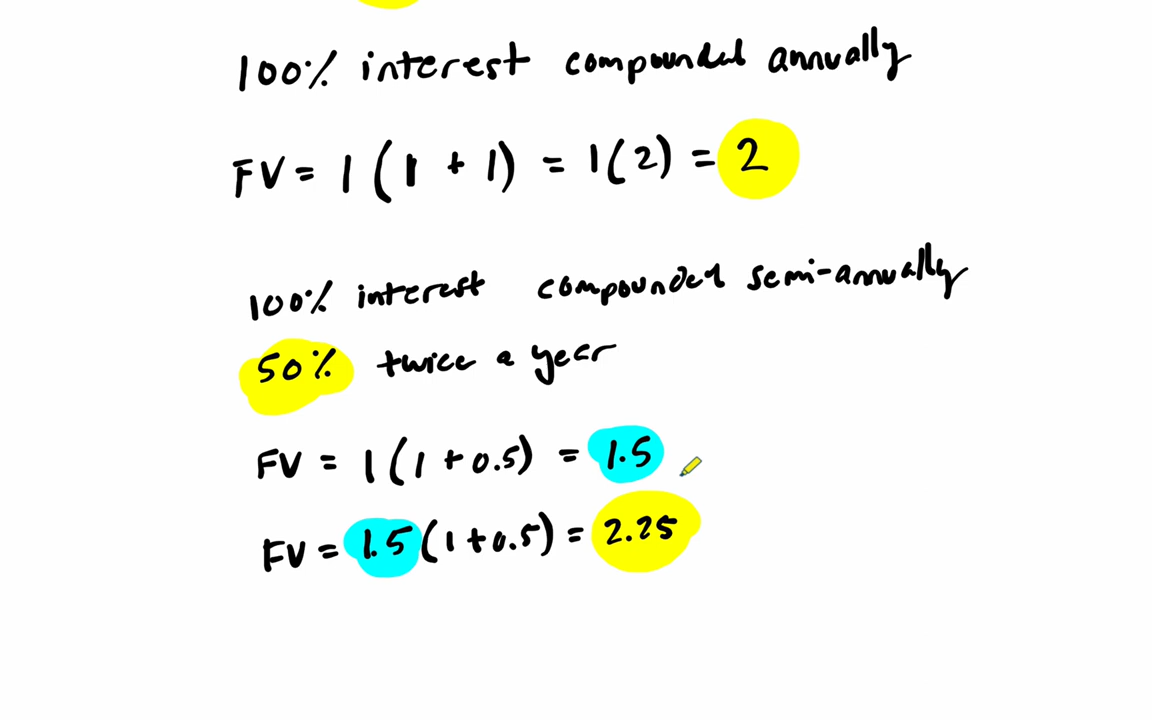 100% interest compounded annually
FV = 1 (1 + 1) = 1(2) = 2
100% interest compounded semi-annually
50% twice a year
FV = 1 (1 + 0.5) = 1.5
FV = 1.5 (1 + 0.5) = 2.25